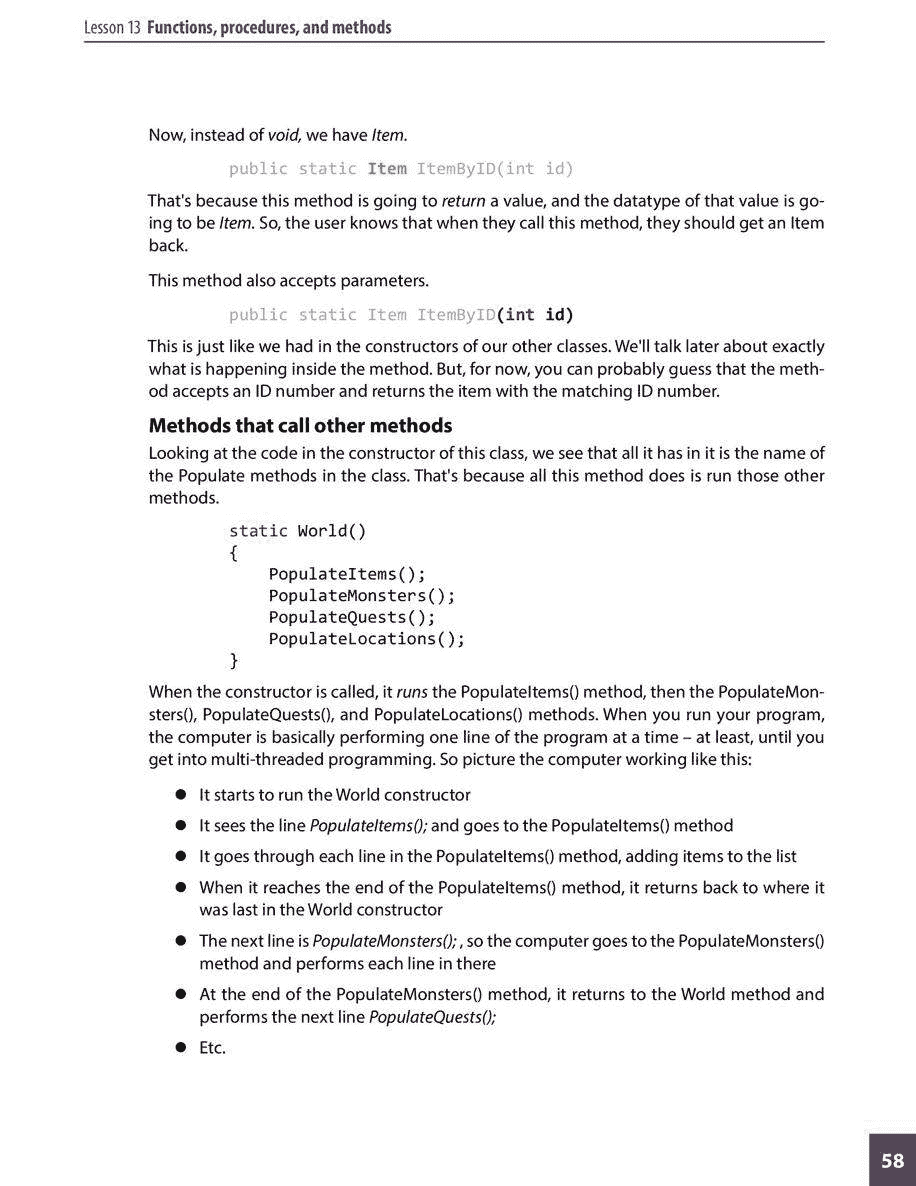 Lesson 13 Functions, procedures, and methods
Now, instead of void, we have Item.
public static Item ItemByID(int id)
That's because this method is going to return a value, and the datatype of that value is go-
ing to be Item. So, the user knows that when they call this method, they should get an Item
back.
This method also accepts parameters.
public static Item ItemByID(int id)
This is just like we had in the constructors of our other classes. We'll talk later about exactly
what is happening inside the method. But, for now, you can probably guess that the meth-
od accepts an ID number and returns the item with the matching ID number.
Methods that call other methods
Looking at the code in the constructor of this class, we see that all it has in it is the name of
the Populate methods in the class. That's because all this method does is run those other
methods.
static World()
{
PopulateItems();
PopulateMonsters();
PopulateQuests();
PopulateLocations();
}
When the constructor is called, it runs the PopulateItems() method, then the PopulateMon-
sters(), PopulateQuests(), and PopulateLocations() methods. When you run your program,
the computer is basically performing one line of the program at a time – at least, until you
get into multi-threaded programming. So picture the computer working like this:
● It starts to run the World constructor
● It sees the line PopulateItems(); and goes to the PopulateItems() method
● It goes through each line in the PopulateItems() method, adding items to the list
● When it reaches the end of the PopulateItems() method, it returns back to where it
was last in the World constructor
● The next line is PopulateMonsters(); , so the computer goes to the PopulateMonsters()
method and performs each line in there
● At the end of the PopulateMonsters() method, it returns to the World method and
performs the next line PopulateQuests();
● Etc.
58